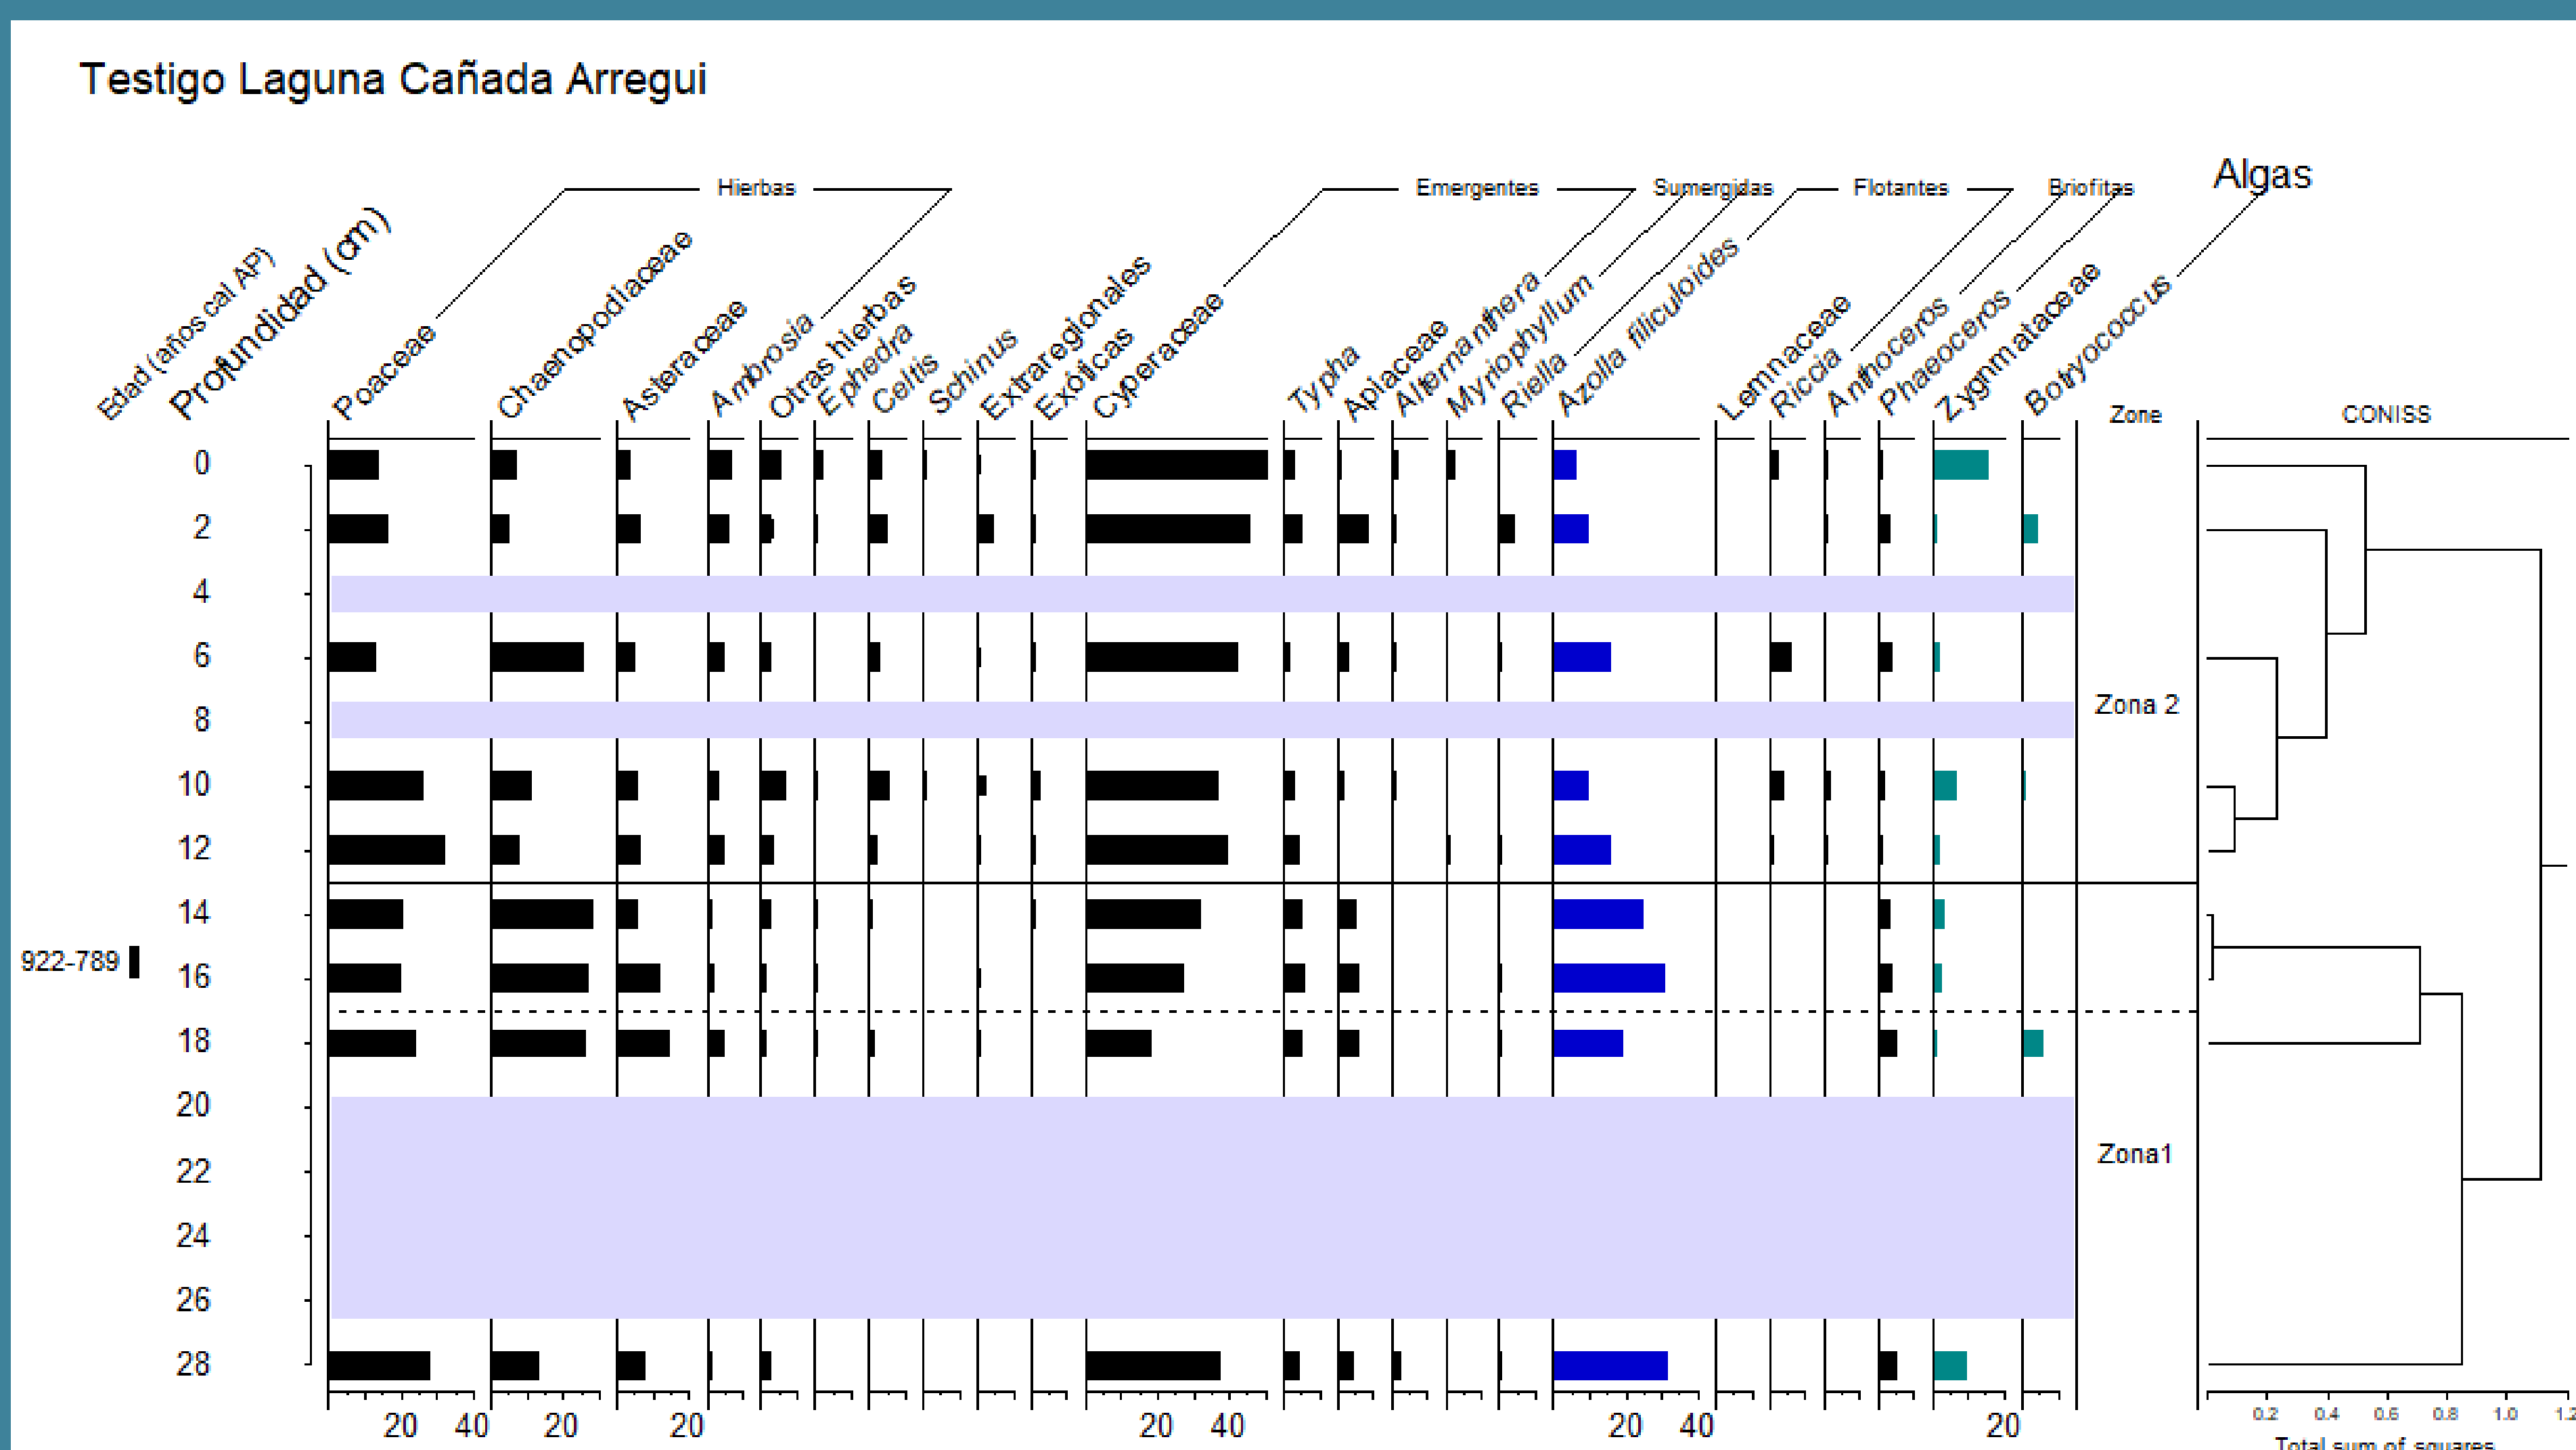 Testigo Laguna Cañada Arregui
Algas
Hierbas
Emergentes
Sumergidas
Flotantes
Briofitas
Edad (años cal AP)
Profundidad (cm)
Poaceae
Chaenopodiaceae
Asteraceae
Ambrosia
Otras hierbas
Ephedra
Celtis
Schinus
Extraregionales
Exóticas
Cyperaceae
Typha
Apiaceae
Alternanthera
Myriophyllum
Riella
Azolla filiculoides
Lemnaceae
Riccia
Anthoceros
Phaeoceros
Zygnmataceae
Botryococcus
Zone
CONISS
0
2
4
6
8
Zona 2
10
12
14
922-789
16
18
20
22
Zona1
24
26
28
20 40 20 20 20 40 20 40 20
0.2 0.4 0.6 0.8 1.0 1.2
Total sum of squares